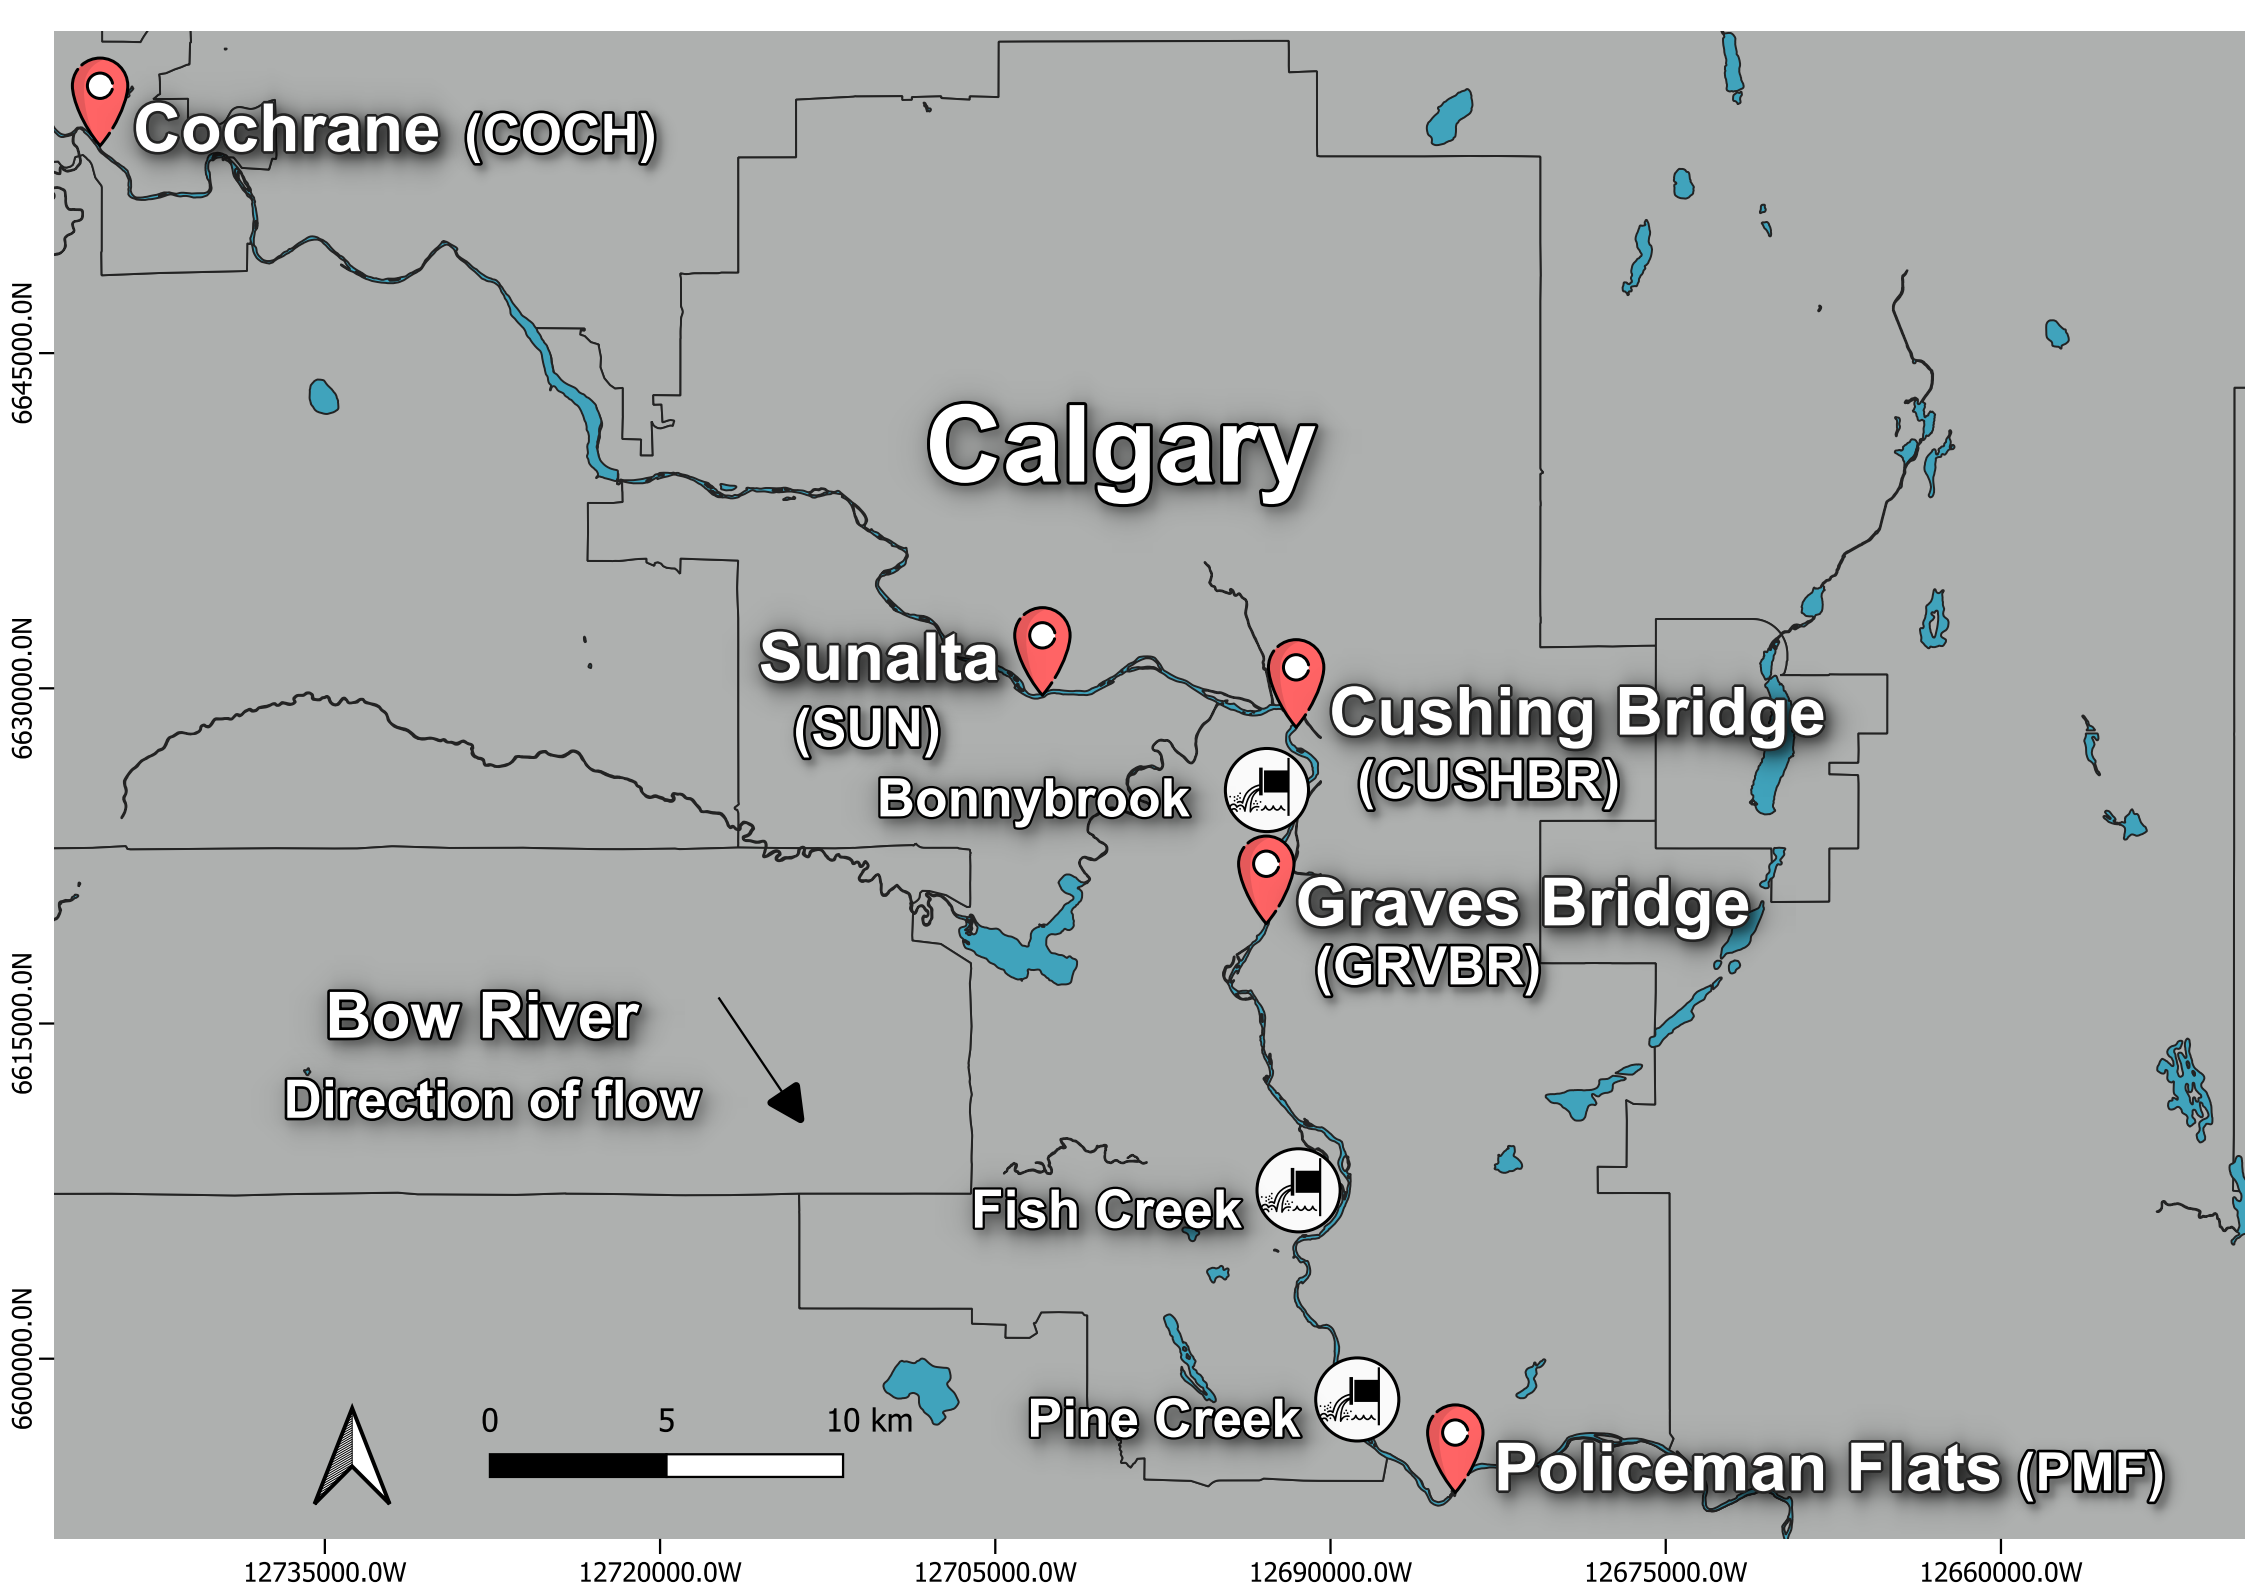 Cochrane (COCH)
6645000.0N
Calgary
6630000.0N
Sunalta
(SUN)
Cushing Bridge
(CUSHBR)
Bonnybrook
Graves Bridge
(GRVBR)
6615000.0N
Bow River
Direction of flow
Fish Creek
6600000.0N
Pine Creek
0 5 10 km
Policeman Flats (PMF)
12735000.0W 12720000.0W 12705000.0W 12690000.0W 12675000.0W 12660000.0W